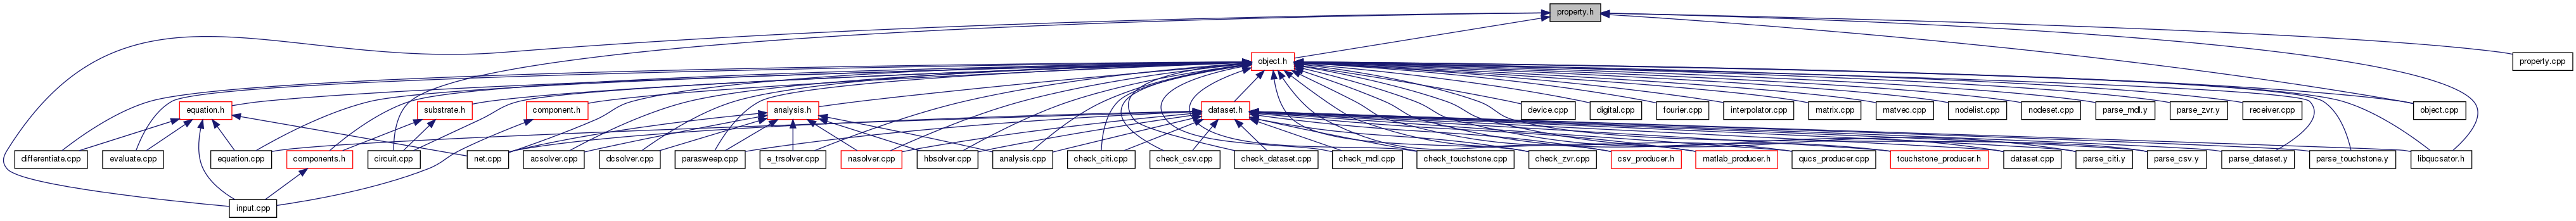 property.h
object.h
property.cpp
equation.h
substrate.h
component.h
analysis.h
dataset.h
device.cpp
digital.cpp
fourier.cpp
interpolator.cpp
matrix.cpp
matvec.cpp
nodelist.cpp
nodeset.cpp
parse_mdl.y
parse_zvr.y
receiver.cpp
object.cpp
differentiate.cpp
evaluate.cpp
equation.cpp
components.h
circuit.cpp
net.cpp
acsolver.cpp
dcsolver.cpp
parasweep.cpp
e_trsolver.cpp
nasolver.cpp
hbsolver.cpp
analysis.cpp
check_citi.cpp
check_csv.cpp
check_dataset.cpp
check_mdl.cpp
check_touchstone.cpp
check_zvr.cpp
csv_producer.h
matlab_producer.h
qucs_producer.cpp
touchstone_producer.h
dataset.cpp
parse_citi.y
parse_csv.y
parse_dataset.y
parse_touchstone.y
libqucsator.h
input.cpp